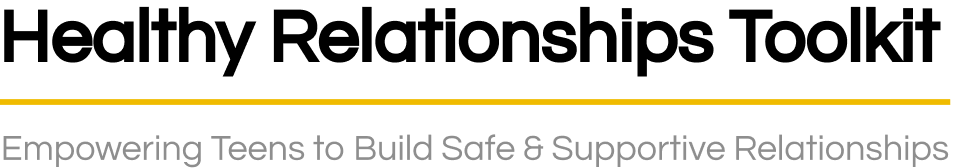 Healthy Relationships Toolkit
Empowering Teens to Build Safe & Supportive Relationships